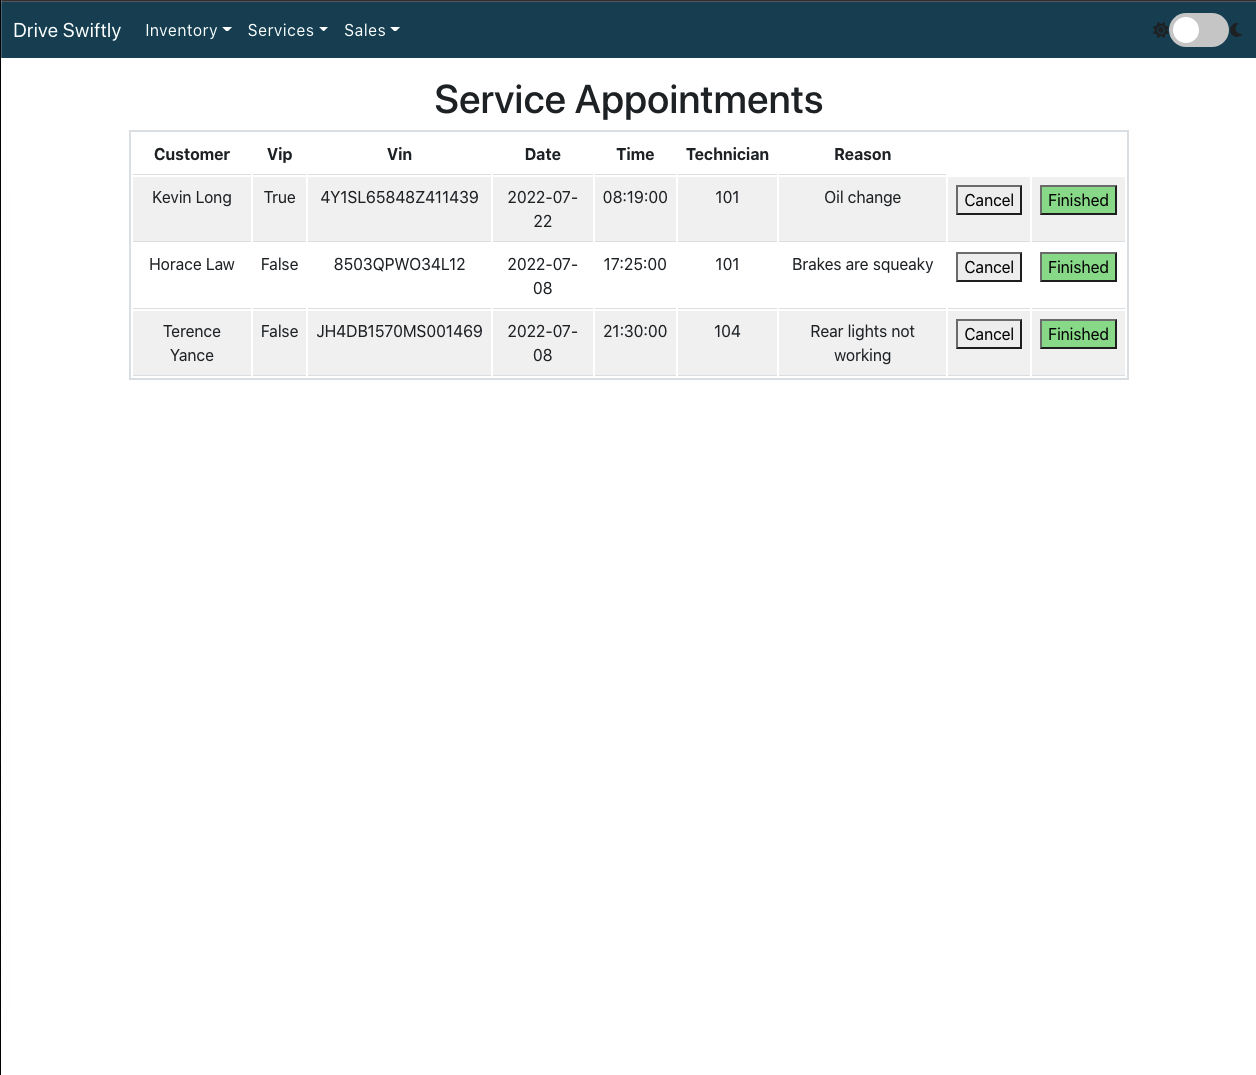 Drive Swiftly Inventory Services Sales
Service Appointments
Customer Vip Vin Date Time Technician Reason
Kevin Long True 4Y1SL65848Z411439 2022-07- 08:19:00 101 Oil change Cancel Finished
22
Horace Law False 8503QPWO34L12 2022-07- 17:25:00 101 Brakes are squeaky Cancel Finished
08
Terence False JH4DB1570MS001469 2022-07- 21:30:00 104 Rear lights not Cancel Finished
Yance 08 working